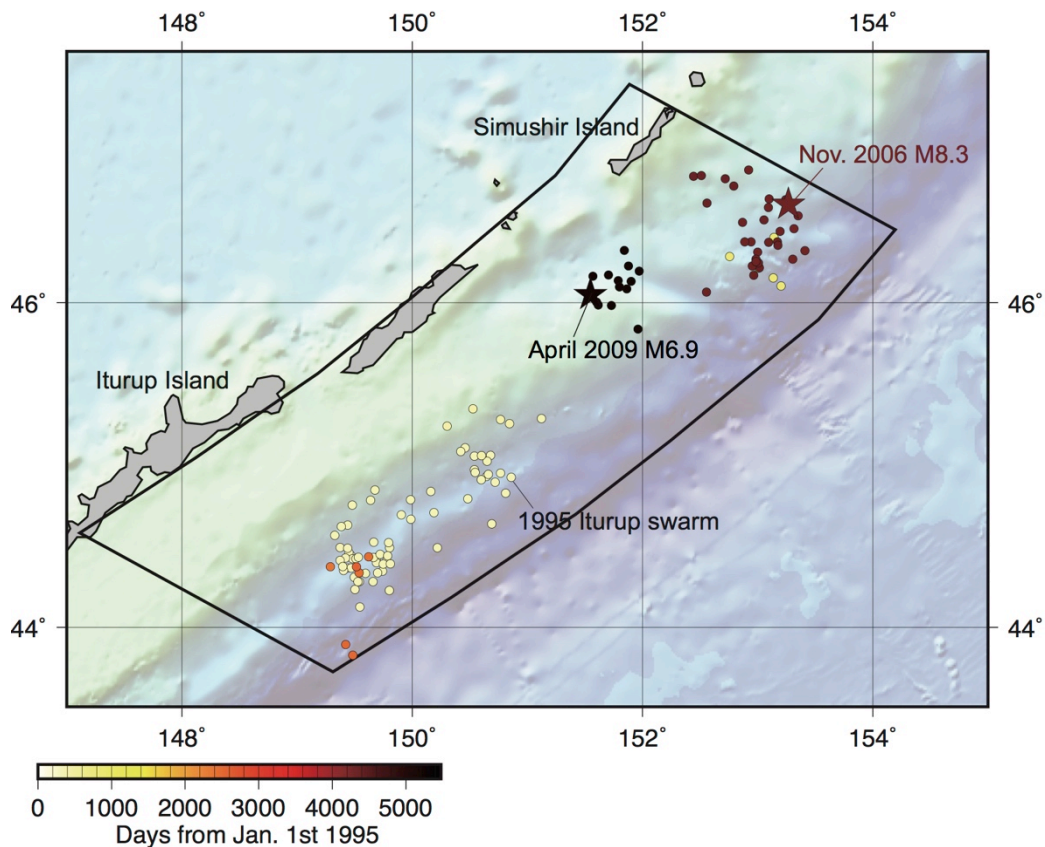 148° 150° 152° 154°
Simushir Island
Nov. 2006 M8.3
46° 46°
April 2009 M6.9
Iturup Island
1995 Iturup swarm
44° 44°
148° 150° 152° 154°
0 1000 2000 3000 4000 5000
Days from Jan. 1st 1995